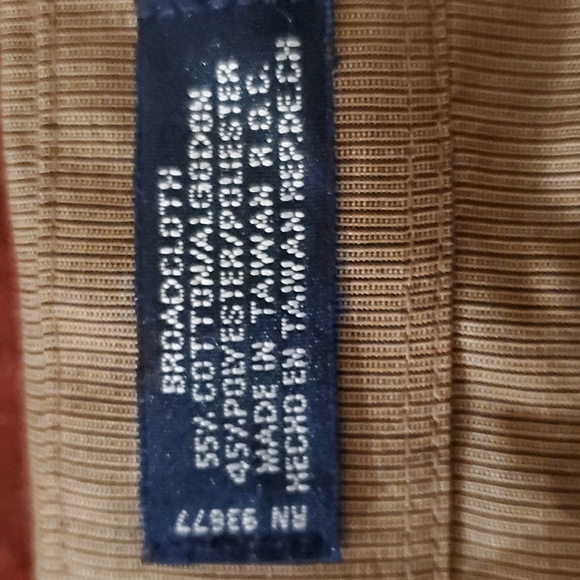 BROADCLOTH
55% COTTON/ALGODON
45% POLYESTER/POLIESTER
MADE IN TAIWAN R.O.C.
HECHO EN TAIWAN REP.DE CH
RN 93677